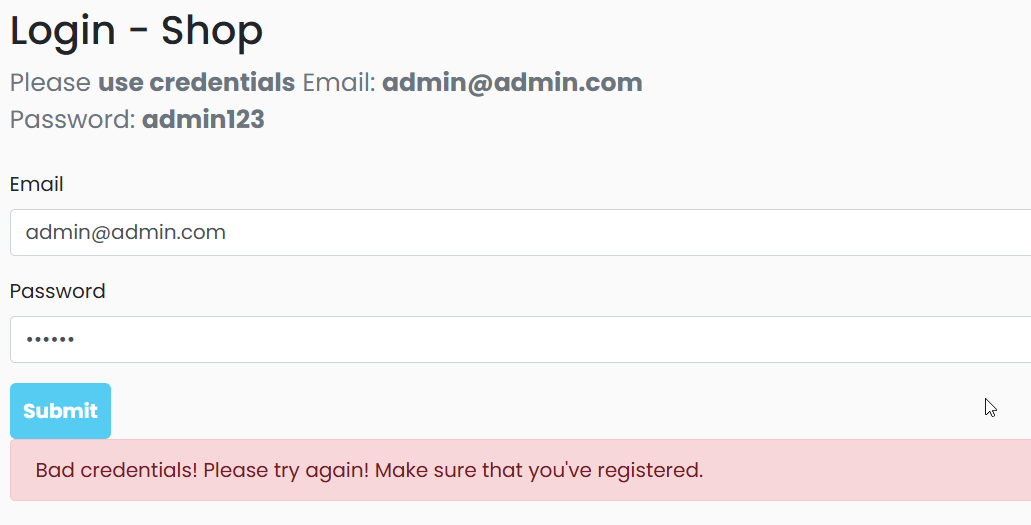 Login - Shop
Please use credentials Email: admin@admin.com
Password: admin123
Email
admin@admin.com
Password
••••••
Submit
Bad credentials! Please try again! Make sure that you've registered.